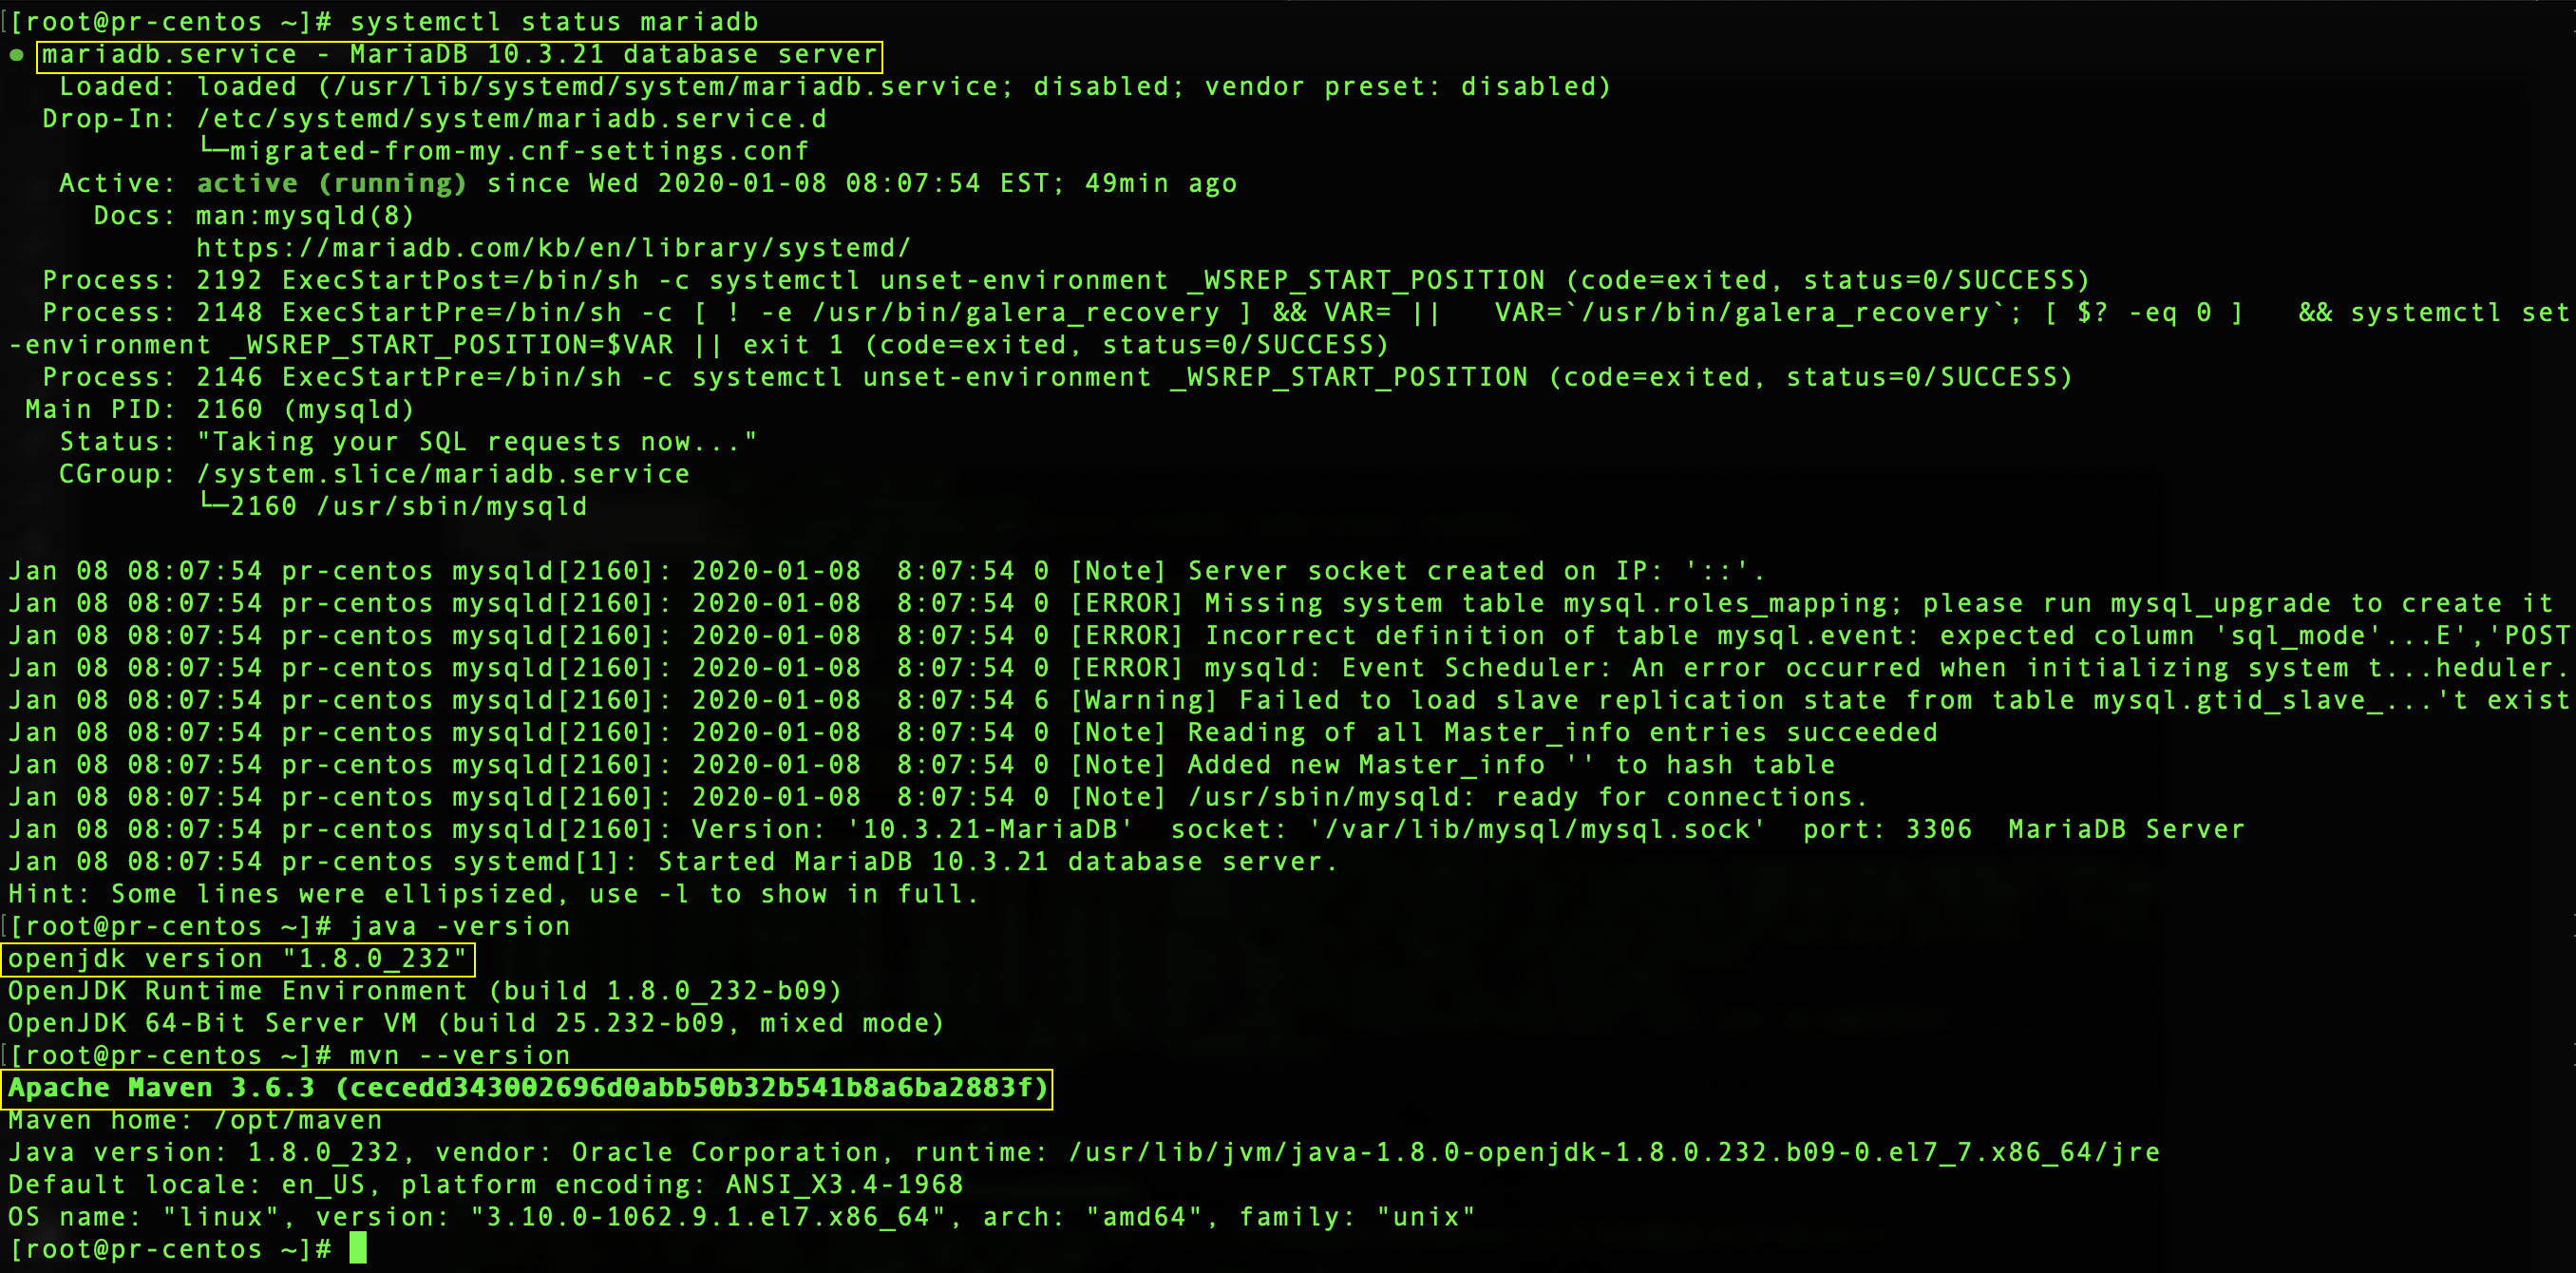 [root@pr-centos ~]# systemctl status mariadb
● mariadb.service - MariaDB 10.3.21 database server
   Loaded: loaded (/usr/lib/systemd/system/mariadb.service; disabled; vendor preset: disabled)
  Drop-In: /etc/systemd/system/mariadb.service.d
           └─migrated-from-my.cnf-settings.conf
   Active: active (running) since Wed 2020-01-08 08:07:54 EST; 49min ago
     Docs: man:mysqld(8)
           https://mariadb.com/kb/en/library/systemd/
  Process: 2192 ExecStartPost=/bin/sh -c systemctl unset-environment _WSREP_START_POSITION (code=exited, status=0/SUCCESS)
  Process: 2148 ExecStartPre=/bin/sh -c [ ! -e /usr/bin/galera_recovery ] && VAR= ||   VAR=`/usr/bin/galera_recovery`; [ $? -eq 0 ]   && systemctl set
-environment _WSREP_START_POSITION=$VAR || exit 1 (code=exited, status=0/SUCCESS)
  Process: 2146 ExecStartPre=/bin/sh -c systemctl unset-environment _WSREP_START_POSITION (code=exited, status=0/SUCCESS)
 Main PID: 2160 (mysqld)
   Status: "Taking your SQL requests now..."
   CGroup: /system.slice/mariadb.service
           └─2160 /usr/sbin/mysqld

Jan 08 08:07:54 pr-centos mysqld[2160]: 2020-01-08  8:07:54 0 [Note] Server socket created on IP: '::'.
Jan 08 08:07:54 pr-centos mysqld[2160]: 2020-01-08  8:07:54 0 [ERROR] Missing system table mysql.roles_mapping; please run mysql_upgrade to create it
Jan 08 08:07:54 pr-centos mysqld[2160]: 2020-01-08  8:07:54 0 [ERROR] Incorrect definition of table mysql.event: expected column 'sql_mode'...E','POST
Jan 08 08:07:54 pr-centos mysqld[2160]: 2020-01-08  8:07:54 0 [ERROR] mysqld: Event Scheduler: An error occurred when initializing system t...heduler.
Jan 08 08:07:54 pr-centos mysqld[2160]: 2020-01-08  8:07:54 6 [Warning] Failed to load slave replication state from table mysql.gtid_slave_...'t exist
Jan 08 08:07:54 pr-centos mysqld[2160]: 2020-01-08  8:07:54 0 [Note] Reading of all Master_info entries succeeded
Jan 08 08:07:54 pr-centos mysqld[2160]: 2020-01-08  8:07:54 0 [Note] Added new Master_info '' to hash table
Jan 08 08:07:54 pr-centos mysqld[2160]: 2020-01-08  8:07:54 0 [Note] /usr/sbin/mysqld: ready for connections.
Jan 08 08:07:54 pr-centos mysqld[2160]: Version: '10.3.21-MariaDB'  socket: '/var/lib/mysql/mysql.sock'  port: 3306  MariaDB Server
Jan 08 08:07:54 pr-centos systemd[1]: Started MariaDB 10.3.21 database server.
Hint: Some lines were ellipsized, use -l to show in full.
[root@pr-centos ~]# java -version
openjdk version "1.8.0_232"
OpenJDK Runtime Environment (build 1.8.0_232-b09)
OpenJDK 64-Bit Server VM (build 25.232-b09, mixed mode)
[root@pr-centos ~]# mvn --version
Apache Maven 3.6.3 (cecedd343002696d0abb50b32b541b8a6ba2883f)
Maven home: /opt/maven
Java version: 1.8.0_232, vendor: Oracle Corporation, runtime: /usr/lib/jvm/java-1.8.0-openjdk-1.8.0.232.b09-0.el7_7.x86_64/jre
Default locale: en_US, platform encoding: ANSI_X3.4-1968
OS name: "linux", version: "3.10.0-1062.9.1.el7.x86_64", arch: "amd64", family: "unix"
[root@pr-centos ~]#